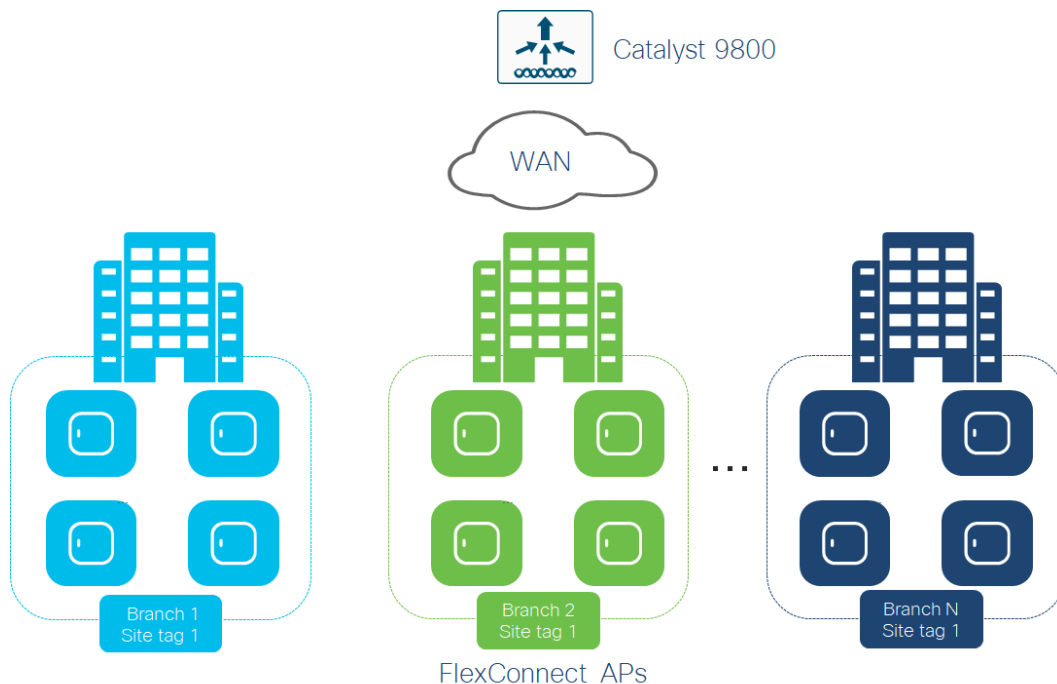 Catalyst 9800
WAN
...
Branch 1
Site tag 1
Branch 2
Site tag 1
Branch N
Site tag 1
FlexConnect APs